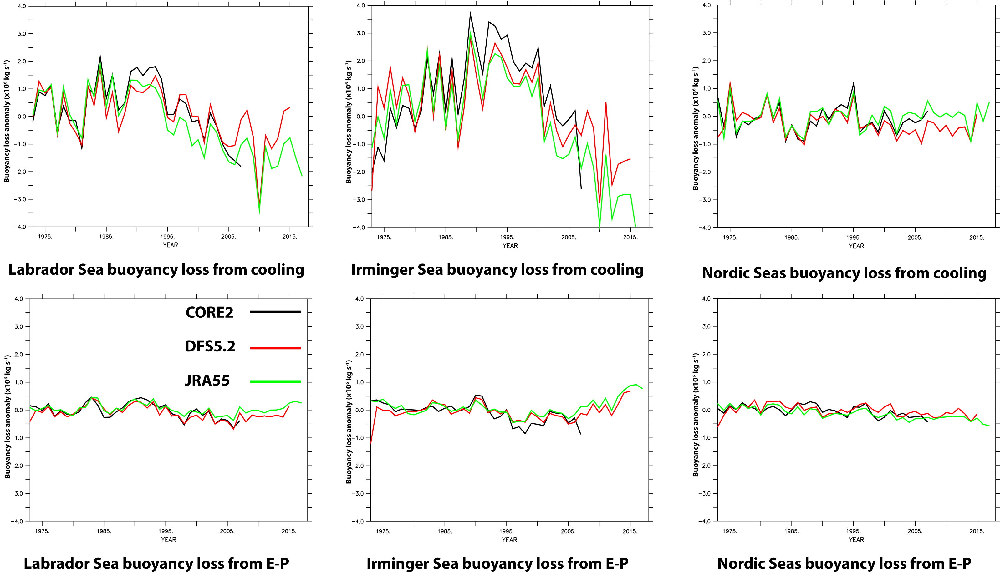 4.0
3.0
2.0
1.0
0.0
−1.0
−2.0
−3.0
−4.0
Buoyancy loss anomaly (x10⁶ kg s⁻¹)
1975. 1985. 1995. 2005. 2015.
YEAR
Labrador Sea buoyancy loss from cooling
4.0
3.0
2.0
1.0
0.0
−1.0
−2.0
−3.0
−4.0
Buoyancy loss anomaly (x10⁶ kg s⁻¹)
1975. 1985. 1995. 2005. 2015.
YEAR
Irminger Sea buoyancy loss from cooling
4.0
3.0
2.0
1.0
0.0
−1.0
−2.0
−3.0
−4.0
Buoyancy loss anomaly (x10⁶ kg s⁻¹)
1975. 1985. 1995. 2005. 2015.
YEAR
Nordic Seas buoyancy loss from cooling
4.0
3.0
2.0
1.0
0.0
1.0
2.0
3.0
−4.0
Buoyancy loss anomaly (x10⁶ kg s⁻¹)
CORE2
DFS5.2
JRA55
1975. 1985. 1995. 2005. 2015.
YEAR
Labrador Sea buoyancy loss from E-P
4.0
3.0
2.0
1.0
0.0
−1.0
−2.0
−3.0
−4.0
Buoyancy loss anomaly (x10⁶ kg s⁻¹)
1975. 1985. 1995. 2005. 2015.
YEAR
Irminger Sea buoyancy loss from E-P
4.0
3.0
2.0
1.0
0.0
−1.0
−2.0
−3.0
−4.0
Buoyancy loss anomaly (x10⁶ kg s⁻¹)
1975. 1985. 1995. 2005. 2015.
YEAR
Nordic Seas buoyancy loss from E-P